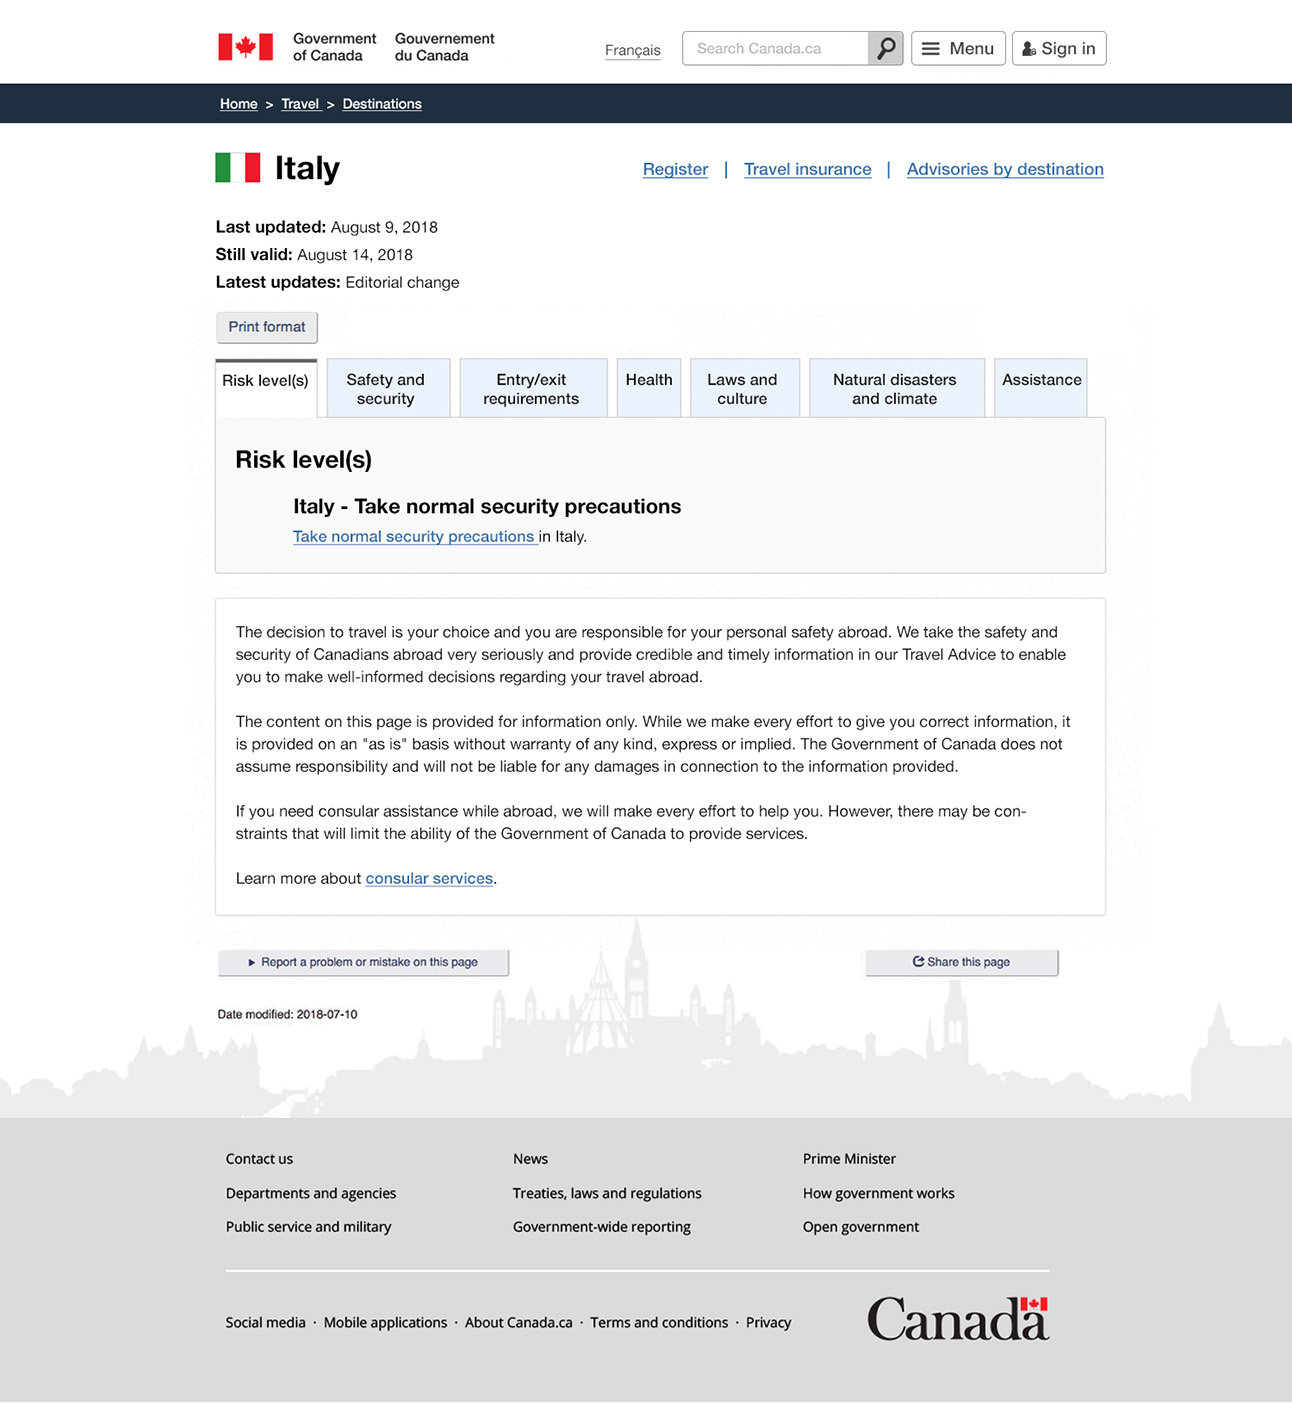 Government of Canada
Gouvernement du Canada
Français
Search Canada.ca
Menu
Sign in
Home > Travel > Destinations
Italy
Register | Travel insurance | Advisories by destination
Last updated: August 9, 2018
Still valid: August 14, 2018
Latest updates: Editorial change
Print format
Risk level(s)
Safety and security
Entry/exit requirements
Health
Laws and culture
Natural disasters and climate
Assistance
Risk level(s)
Italy - Take normal security precautions
Take normal security precautions in Italy.
The decision to travel is your choice and you are responsible for your personal safety abroad. We take the safety and
security of Canadians abroad very seriously and provide credible and timely information in our Travel Advice to enable
you to make well-informed decisions regarding your travel abroad.
The content on this page is provided for information only. While we make every effort to give you correct information, it
is provided on an "as is" basis without warranty of any kind, express or implied. The Government of Canada does not
assume responsibility and will not be liable for any damages in connection to the information provided.
If you need consular assistance while abroad, we will make every effort to help you. However, there may be con-
straints that will limit the ability of the Government of Canada to provide services.
Learn more about consular services.
Report a problem or mistake on this page
Share this page
Date modified: 2018-07-10
Contact us
News
Prime Minister
Departments and agencies
Treaties, laws and regulations
How government works
Public service and military
Government-wide reporting
Open government
Social media · Mobile applications · About Canada.ca · Terms and conditions · Privacy
Canada